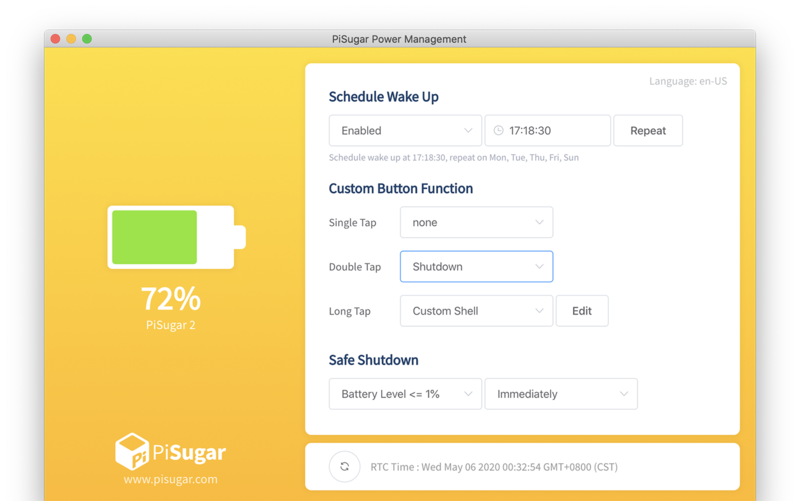 PiSugar Power Management
Language: en-US
Schedule Wake Up
Enabled
17:18:30
Repeat
Schedule wake up at 17:18:30, repeat on Mon, Tue, Thu, Fri, Sun
Custom Button Function
Single Tap
none
Double Tap
Shutdown
Long Tap
Custom Shell
Edit
Safe Shutdown
Battery Level <= 1%
Immediately
72%
PiSugar 2
Pi PiSugar
www.pisugar.com
RTC Time : Wed May 06 2020 00:32:54 GMT+0800 (CST)